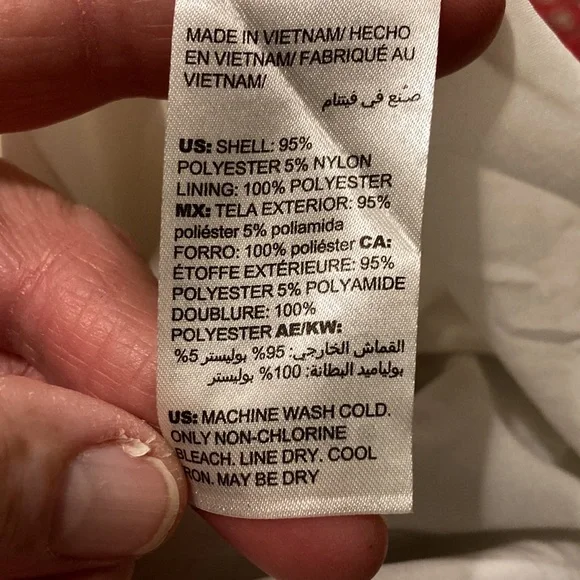 MADE IN VIETNAM/ HECHO
EN VIETNAM/ FABRIQUÉ AU
VIETNAM/
صنّع في فيتنام
US: SHELL: 95%
POLYESTER 5% NYLON
LINING: 100% POLYESTER
MX: TELA EXTERIOR: 95%
poliéster 5% poliamida
FORRO: 100% poliéster CA:
ÉTOFFE EXTÉRIEURE: 95%
POLYESTER 5% POLYAMIDE
DOUBLURE: 100%
POLYESTER AE/KW:
القماش الخارجي: 95% بوليستر 5%
بولياميد البطانة: 100% بوليستر
US: MACHINE WASH COLD.
ONLY NON-CHLORINE
BLEACH. LINE DRY. COOL
IRON. MAY BE DRY